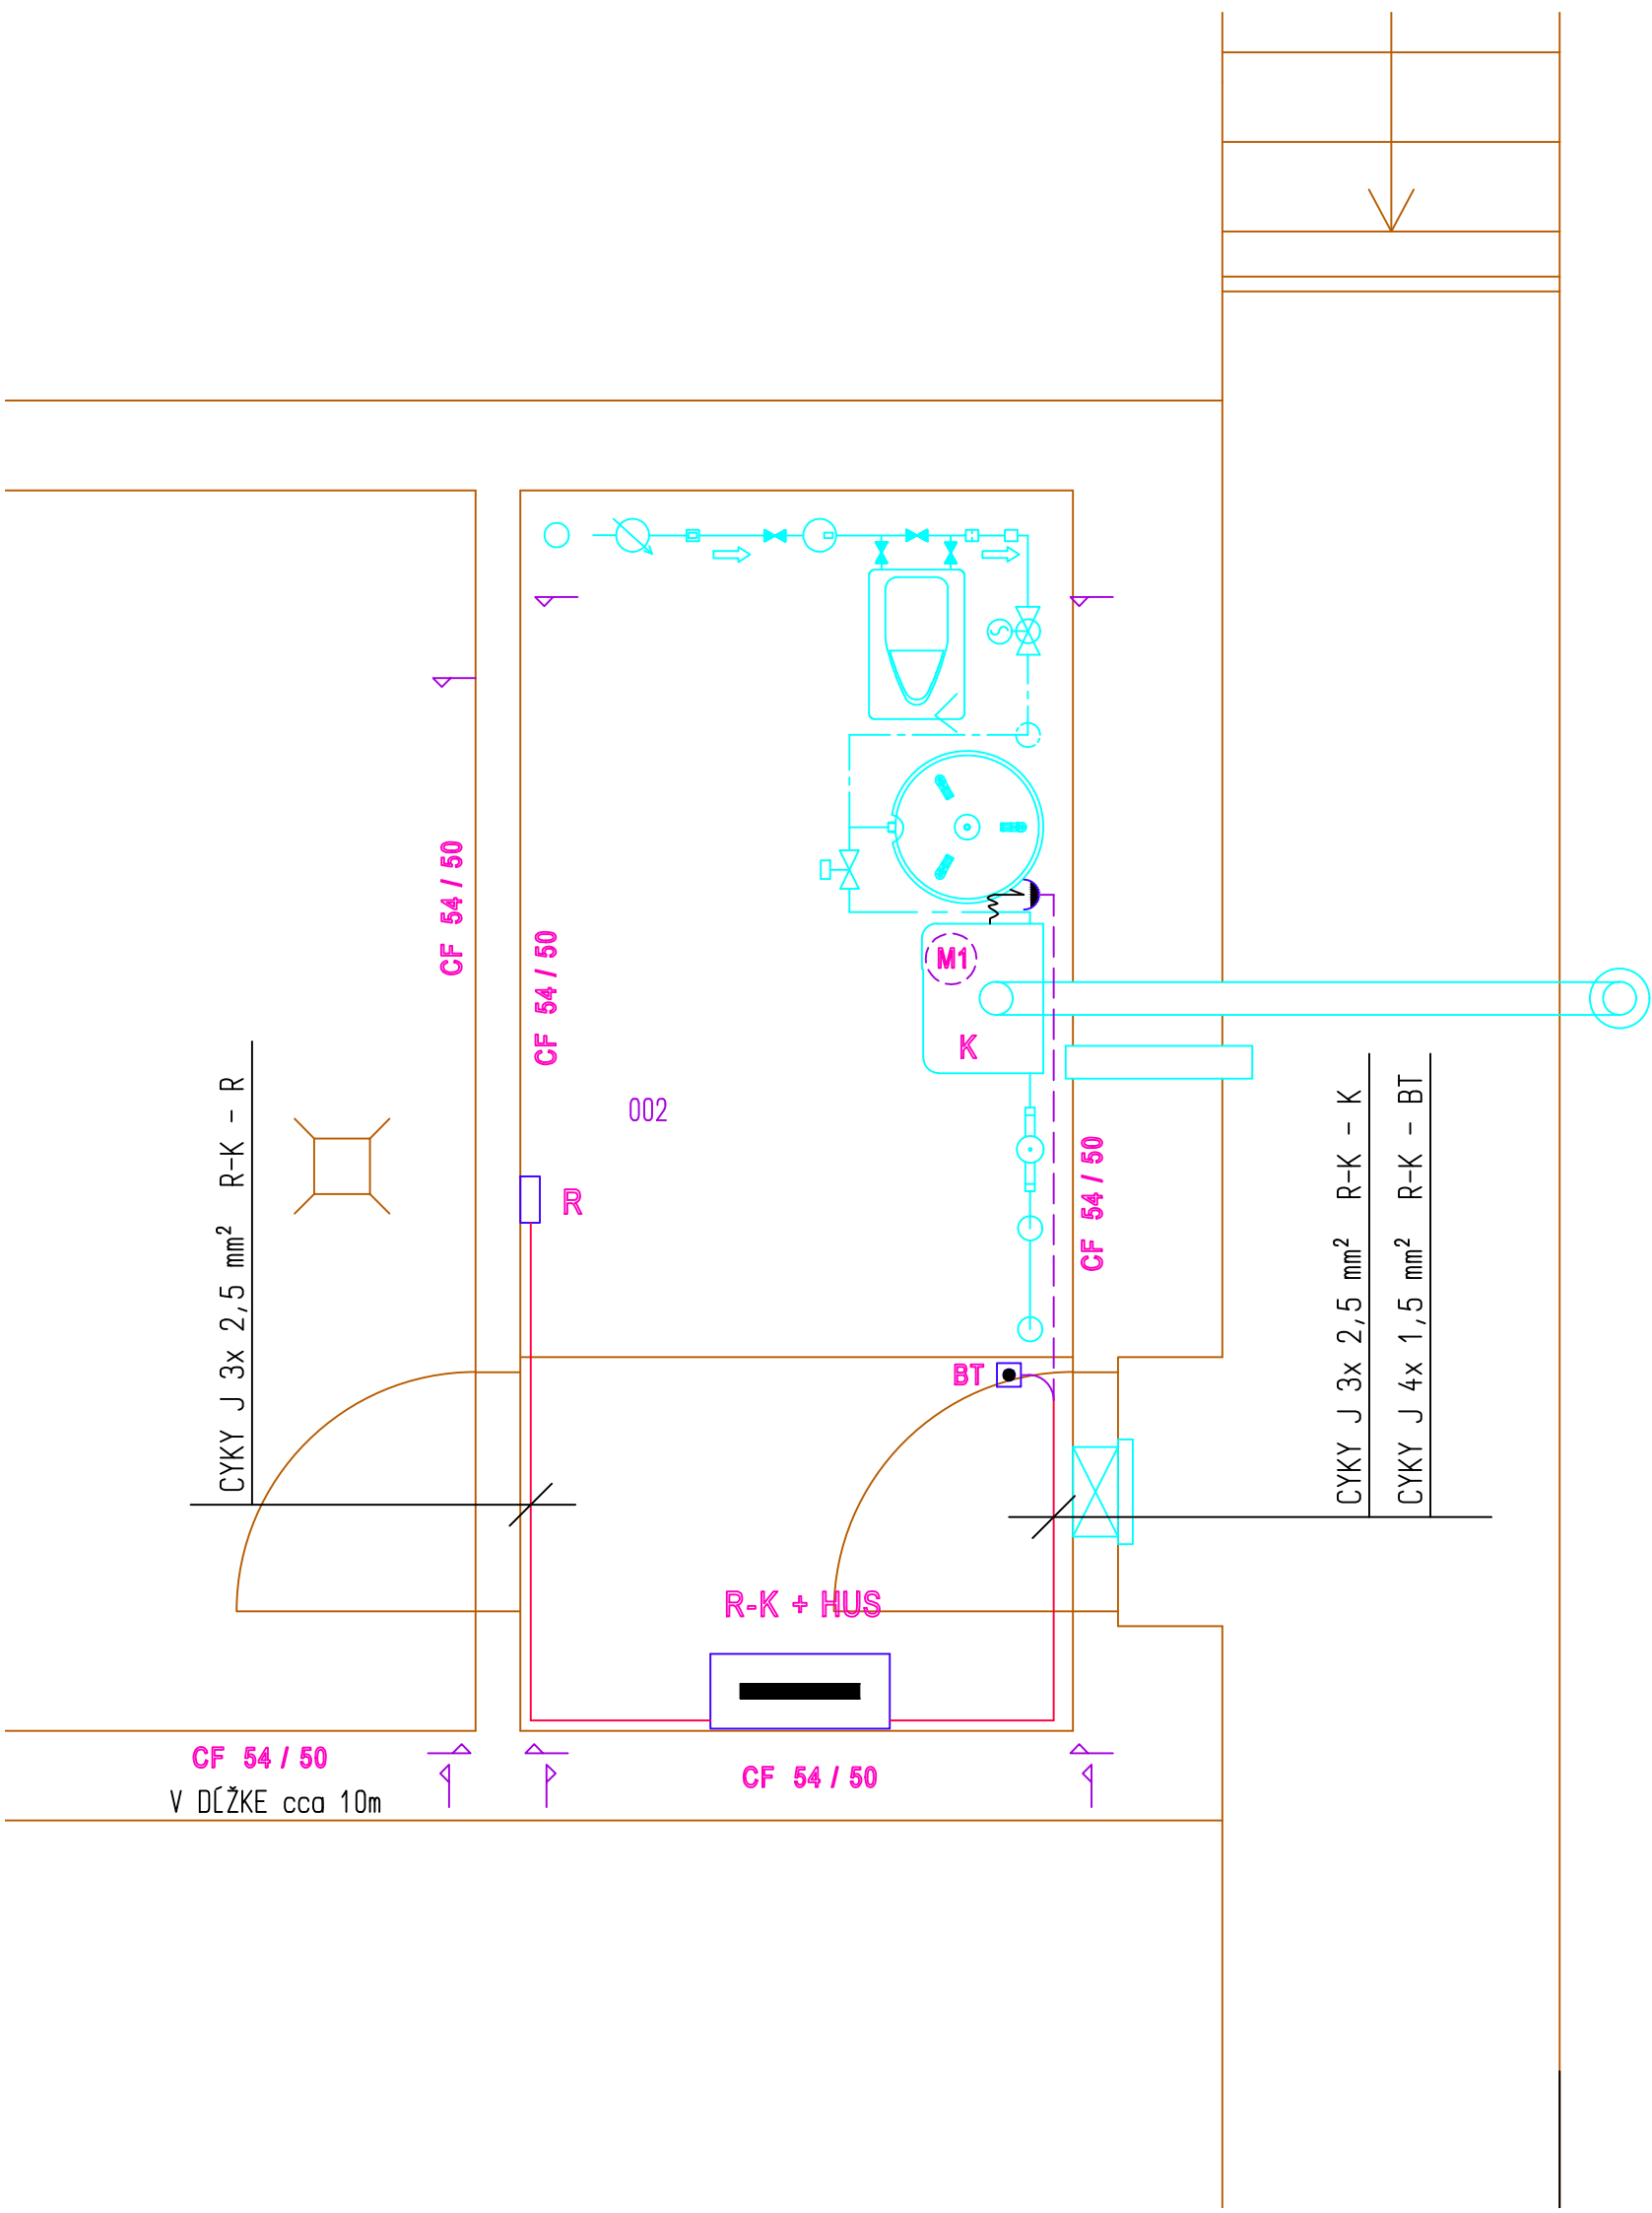 CF 54 / 50
CF 54 / 50
M1
K
CYKY J 3x 2,5 mm² R-K - R
002
R
CF 54 / 50
CYKY J 3x 2,5 mm² R-K - K
CYKY J 4x 1,5 mm² R-K - BT
BT
R-K + HUS
CF 54 / 50
V DĹŽKE cca 10m
CF 54 / 50